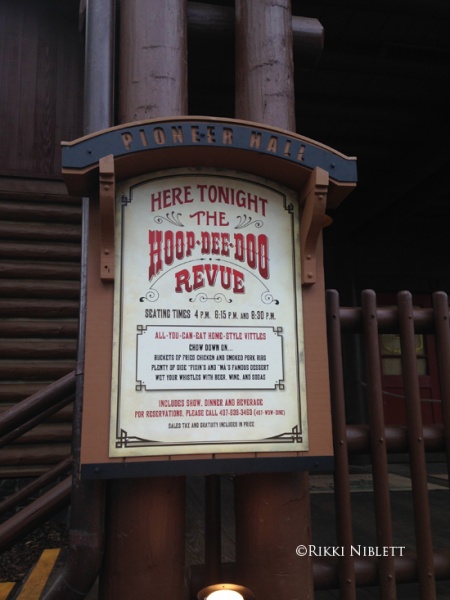 PIONEER HALL
HERE TONIGHT
THE
HOOP-DEE-DOO
REVUE
SEATING TIMES 4 P.M. 6:15 P.M. AND 8:30 P.M.
ALL-YOU-CAN-EAT HOME-STYLE VITTLES
CHOW DOWN ON...
BUCKETS OF FRIED CHICKEN AND SMOKED PORK RIBS
PLENTY OF SIDE "FIXIN'S AND "MA'S FAMOUS DESSERT
WET YOUR WHISTLES WITH BEER, WINE, AND SODAS
INCLUDES SHOW, DINNER AND BEVERAGE
FOR RESERVATIONS, PLEASE CALL 407-939-3463 (407-WDW-DINE)
SALES TAX AND GRATUITY INCLUDED IN PRICE
©RIKKI NIBLETT